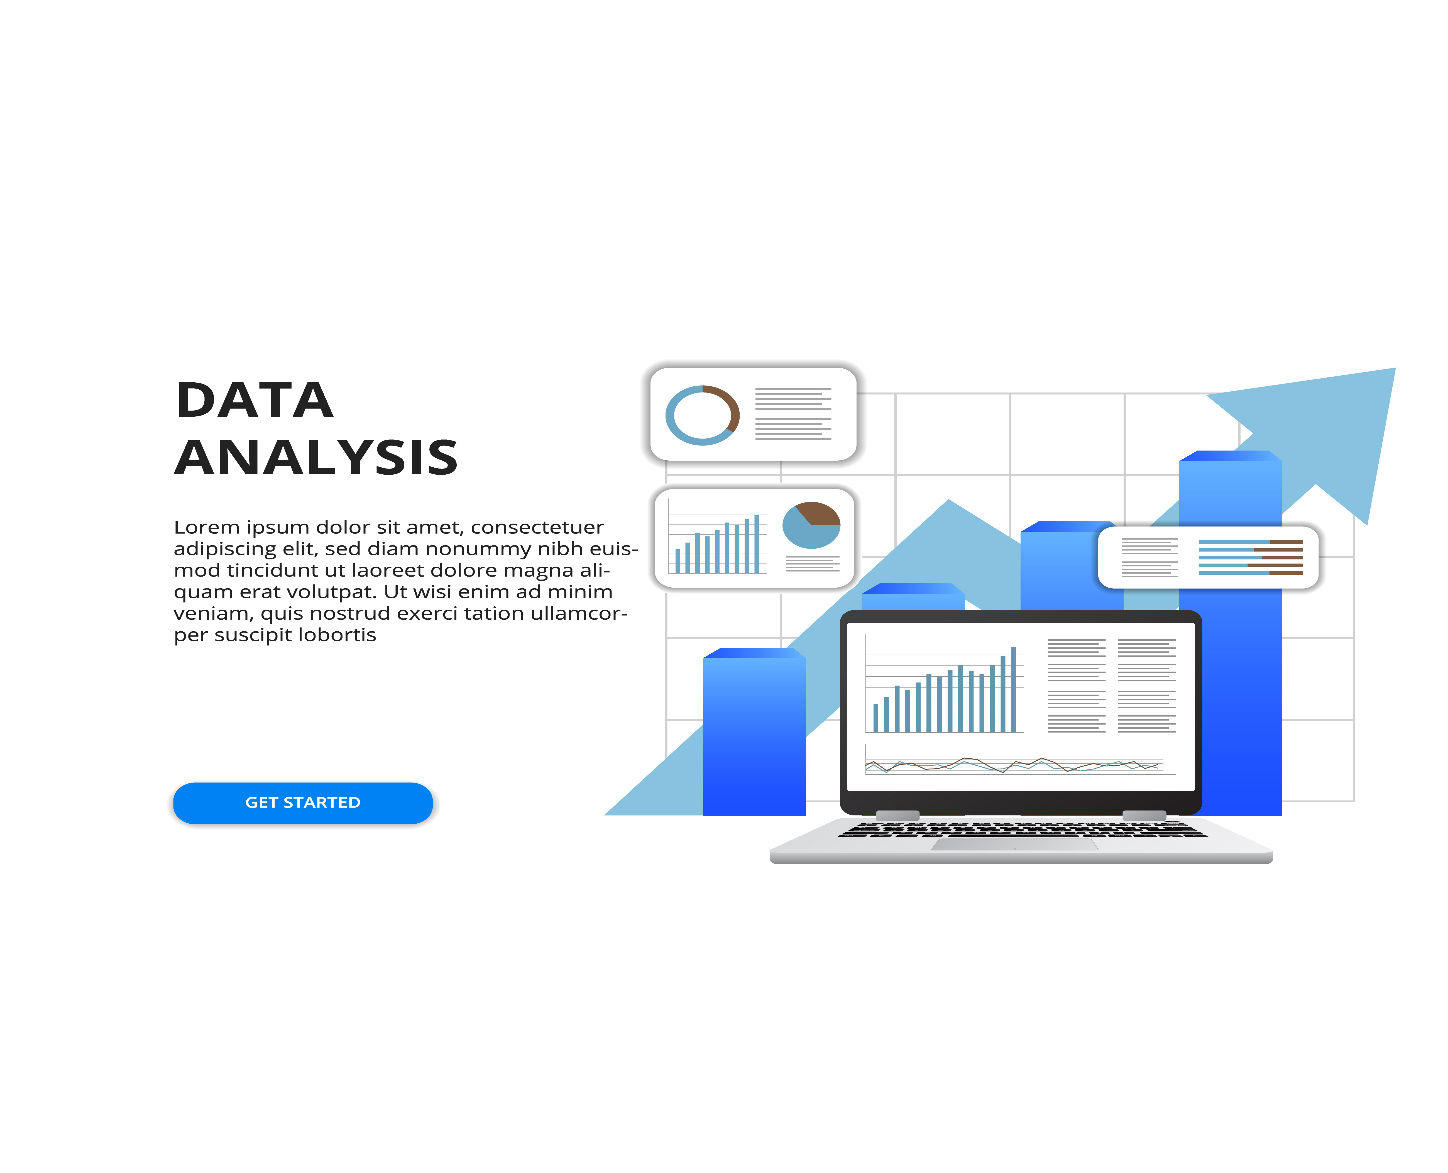 DATA
ANALYSIS
Lorem ipsum dolor sit amet, consectetuer
adipiscing elit, sed diam nonummy nibh euis-
mod tincidunt ut laoreet dolore magna ali-
quam erat volutpat. Ut wisi enim ad minim
veniam, quis nostrud exerci tation ullamcor-
per suscipit lobortis
GET STARTED